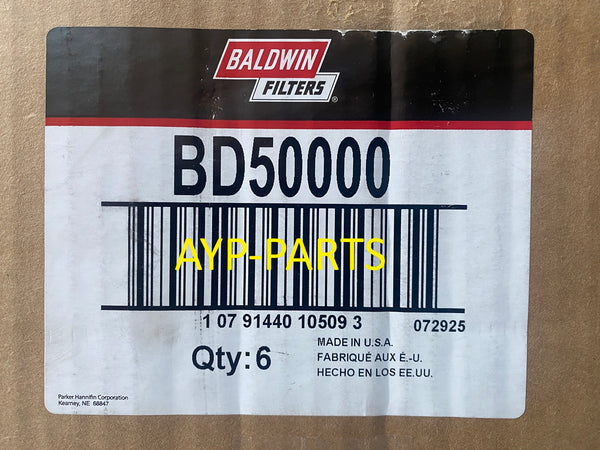 BALDWIN
FILTERS®
BD50000
AYP-PARTS
1 07 91440 10509 3
072925
Qty:6
MADE IN U.S.A.
FABRIQUÉ AUX É.-U.
HECHO EN LOS EE.UU.
Parker Hannifin Corporation
Kearney, NE 68847